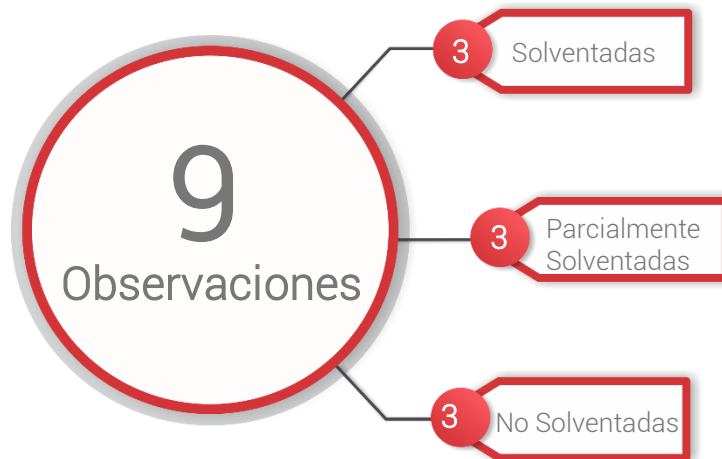 9
Observaciones
3
Solventadas
3
Parcialmente
Solventadas
3
No Solventadas